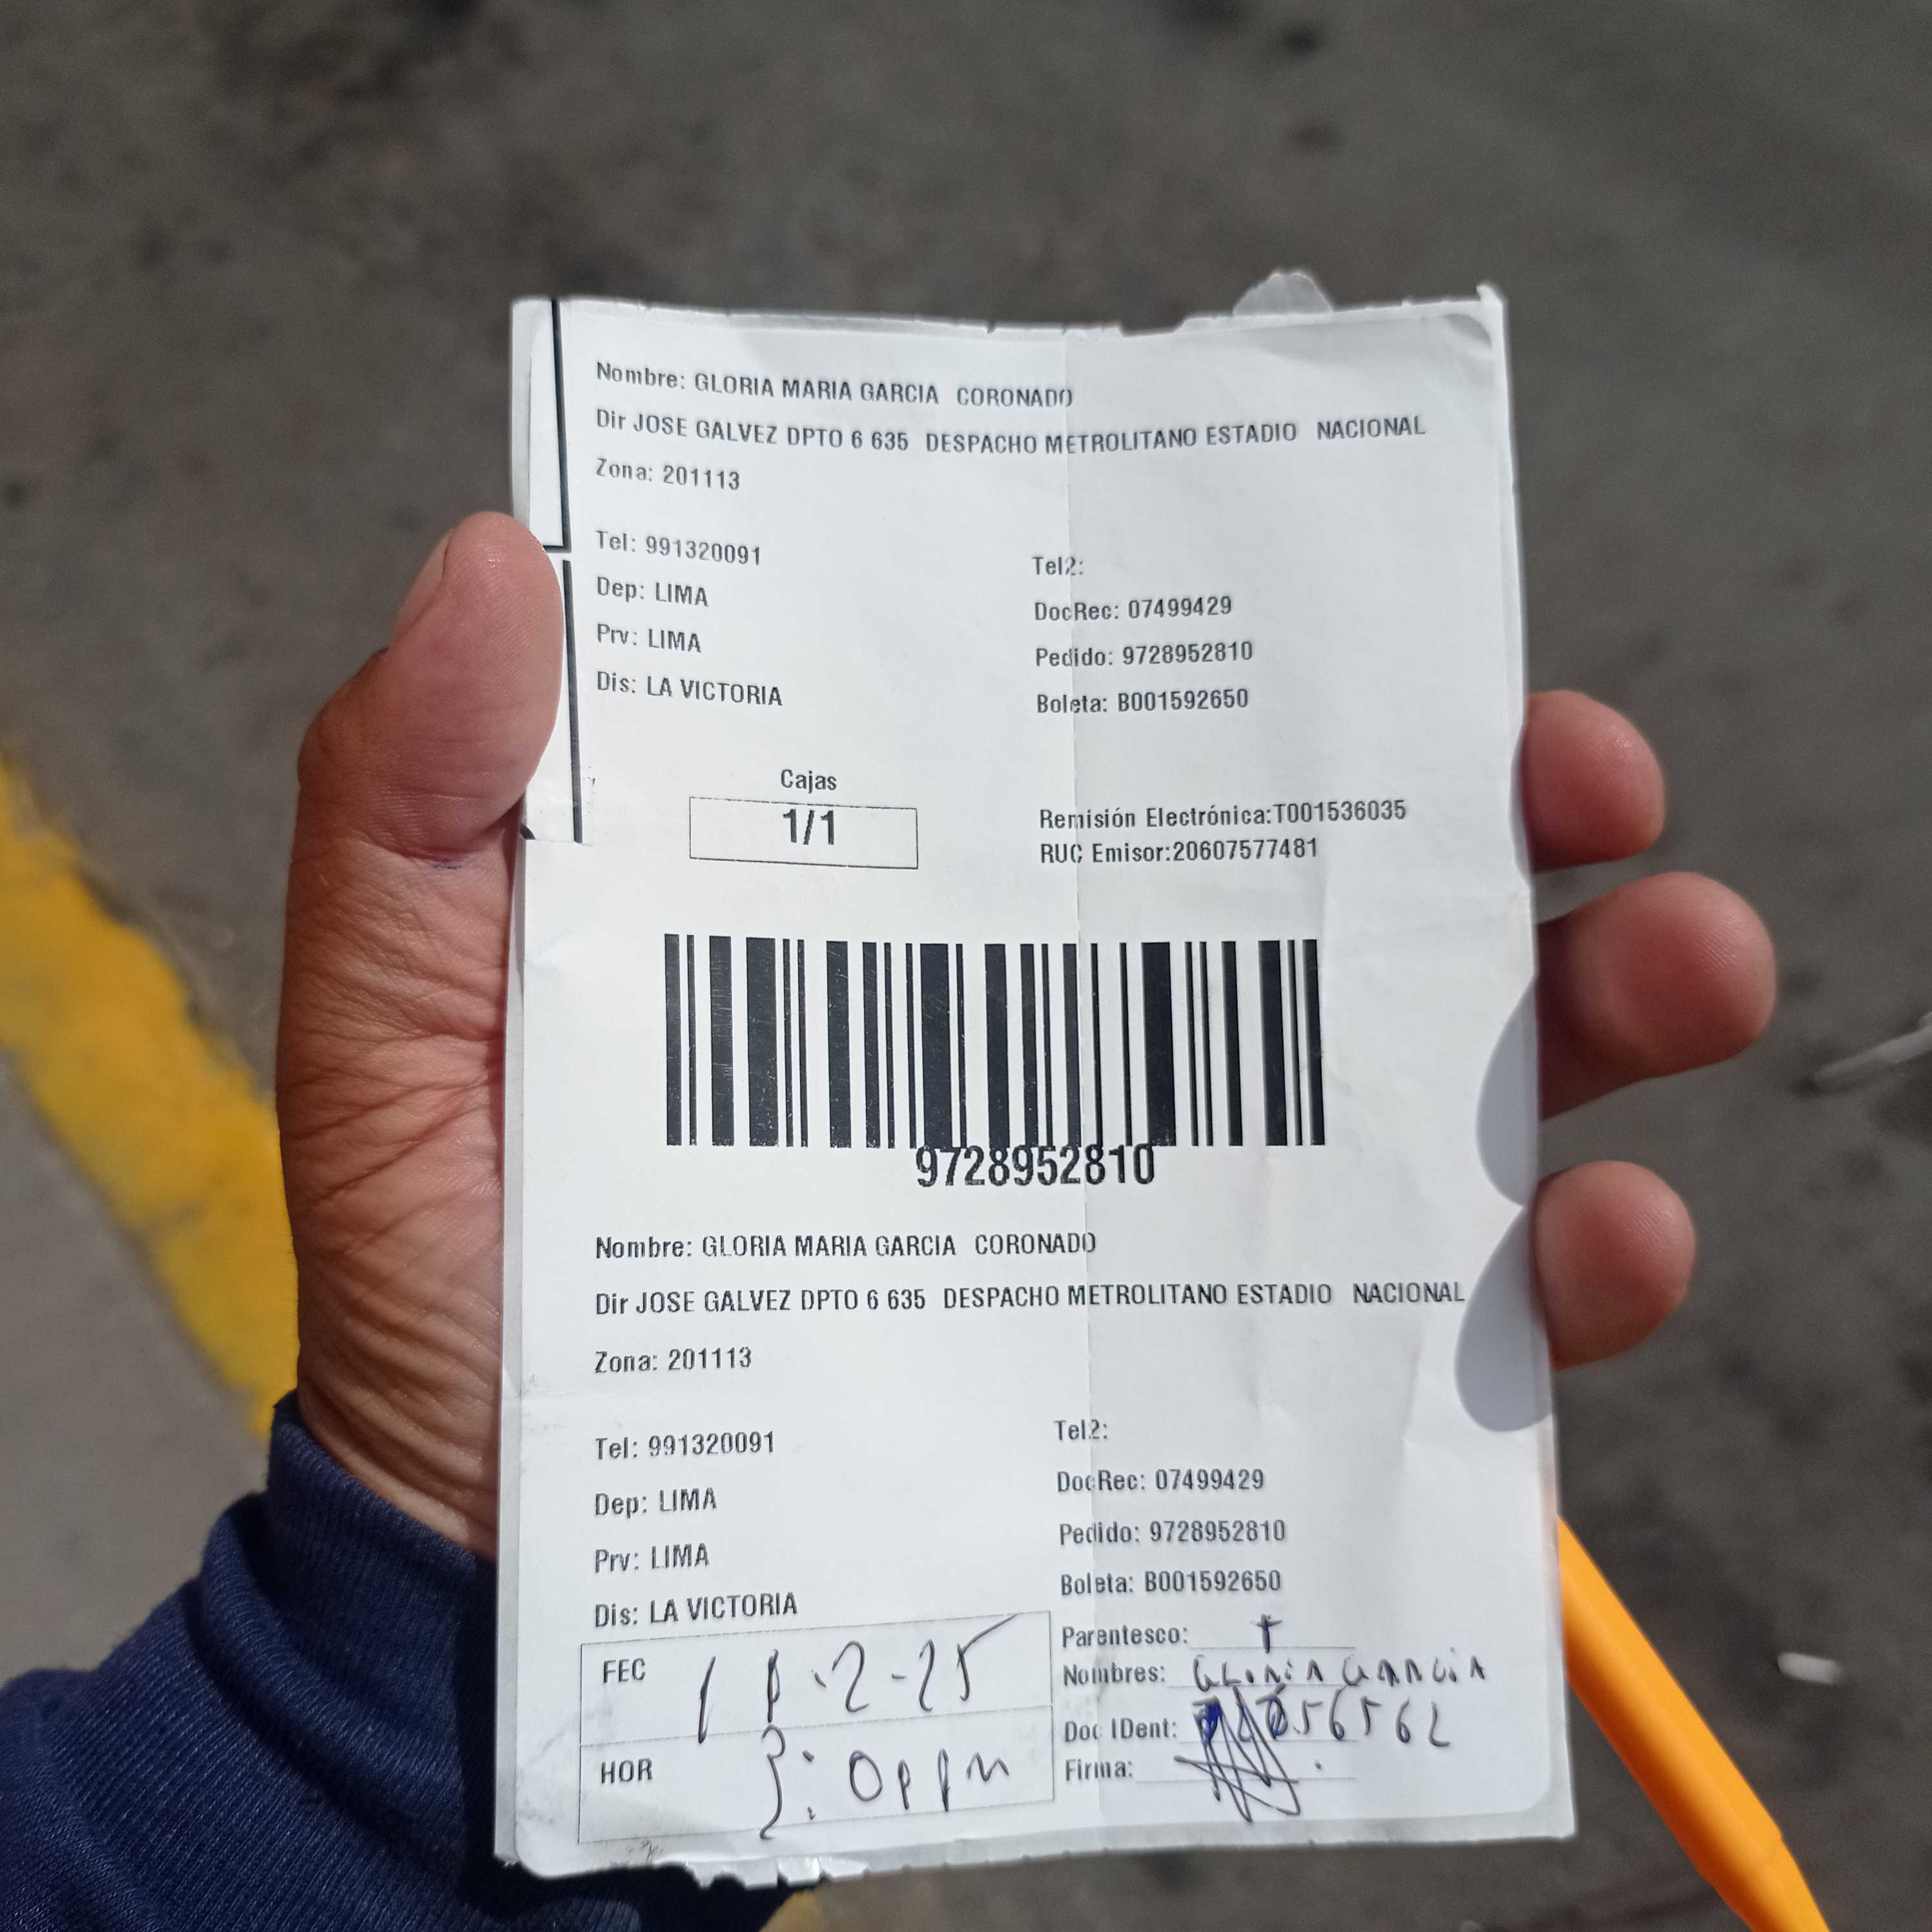 Nombre: GLORIA MARIA GARCIA CORONADO
Dir JOSE GALVEZ DPTO 6 635 DESPACHO METROLITANO ESTADIO NACIONAL
Zona: 201113
Tel: 991320091
Tel2:
Dep: LIMA
DocRec: 07499429
Prv: LIMA
Pedido: 9728952810
Dis: LA VICTORIA
Boleta: B001592650
Cajas
1/1
Remisión Electrónica:T001536035
RUC Emisor:20607577481
9728952810
Nombre: GLORIA MARIA GARCIA CORONADO
Dir JOSE GALVEZ DPTO 6 635 DESPACHO METROLITANO ESTADIO NACIONAL
Zona: 201113
Tel: 991320091
Tel2:
Dep: LIMA
DocRec: 07499429
Prv: LIMA
Pedido: 9728952810
Dis: LA VICTORIA
Boleta: B001592650
FEC
Parentesco:
Nombres: GLORIA GARCIA
Doc IDent:
HOR
Firma: